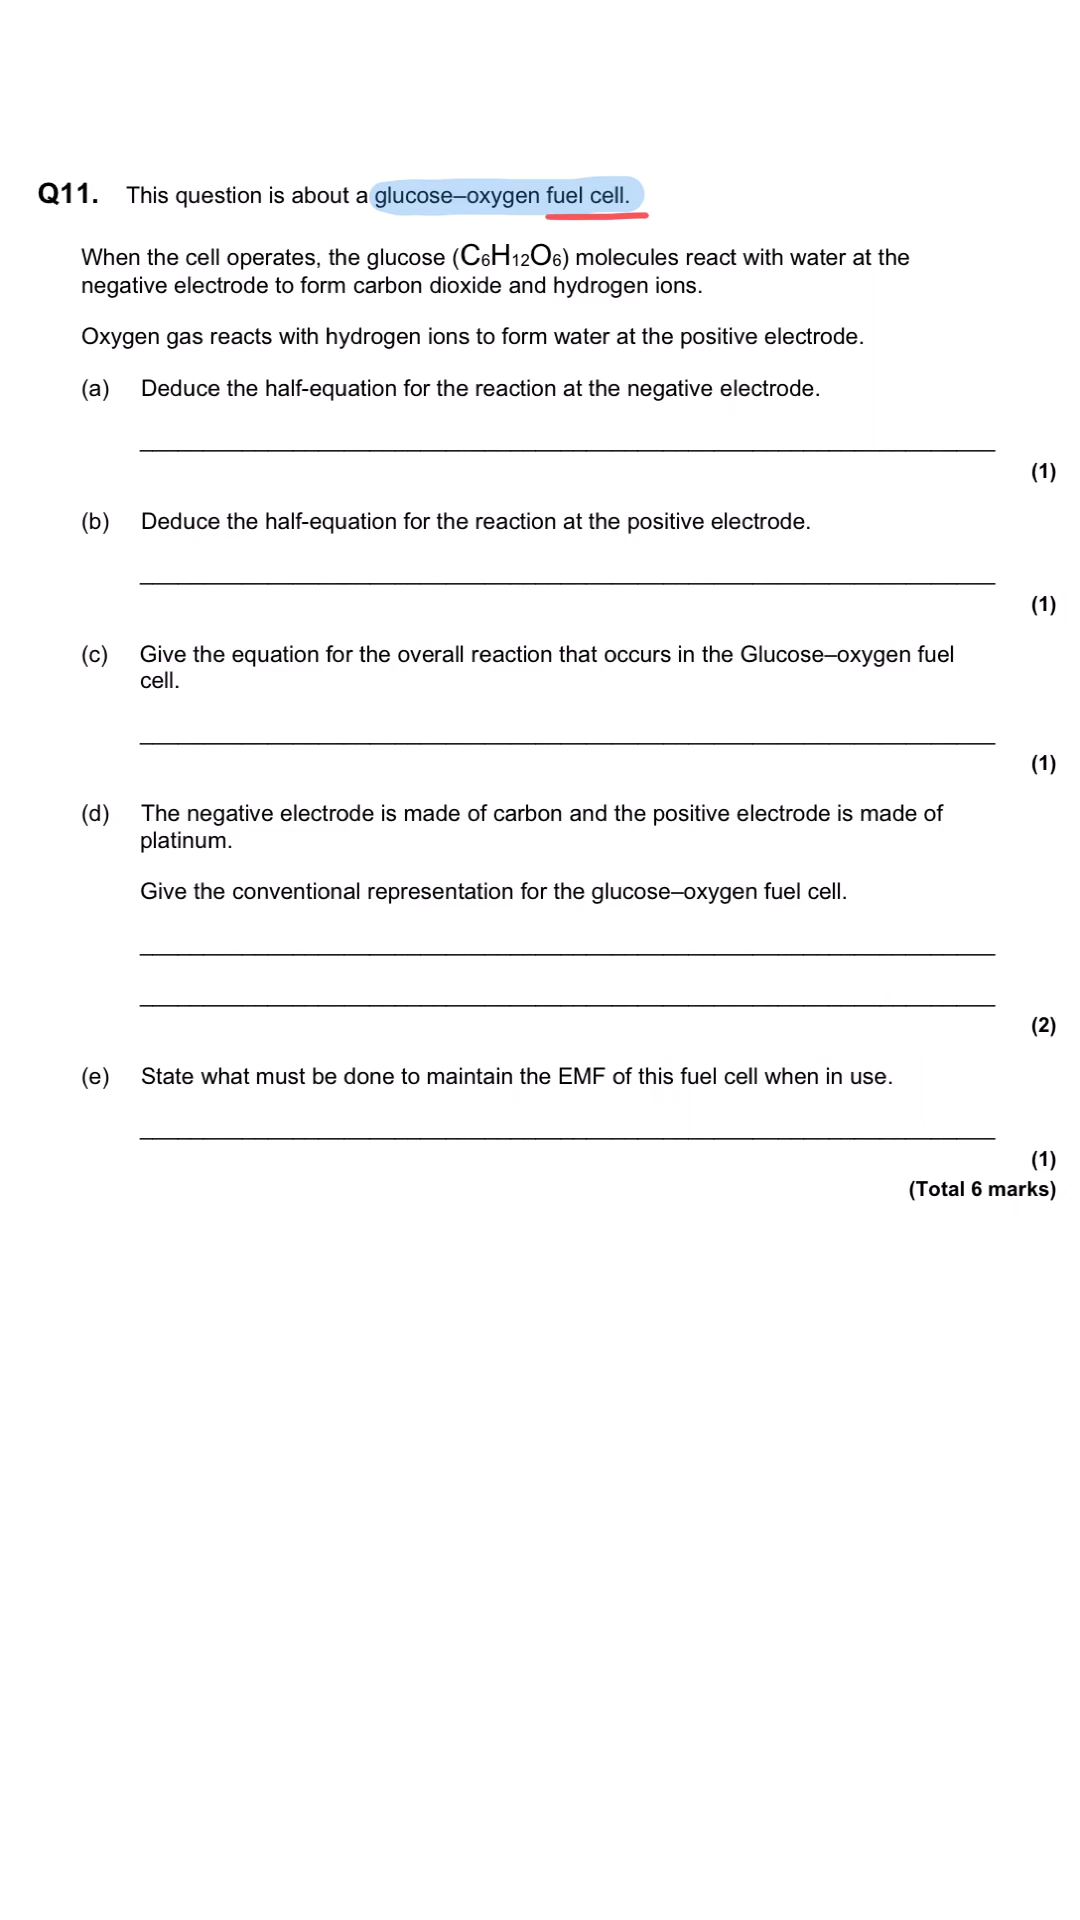 Q11. This question is about a glucose–oxygen fuel cell.
When the cell operates, the glucose (C₆H₁₂O₆) molecules react with water at the
negative electrode to form carbon dioxide and hydrogen ions.
Oxygen gas reacts with hydrogen ions to form water at the positive electrode.
(a) Deduce the half-equation for the reaction at the negative electrode.
(1)
(b) Deduce the half-equation for the reaction at the positive electrode.
(1)
(c) Give the equation for the overall reaction that occurs in the Glucose–oxygen fuel
cell.
(1)
(d) The negative electrode is made of carbon and the positive electrode is made of
platinum.
Give the conventional representation for the glucose–oxygen fuel cell.
(2)
(e) State what must be done to maintain the EMF of this fuel cell when in use.
(1)
(Total 6 marks)